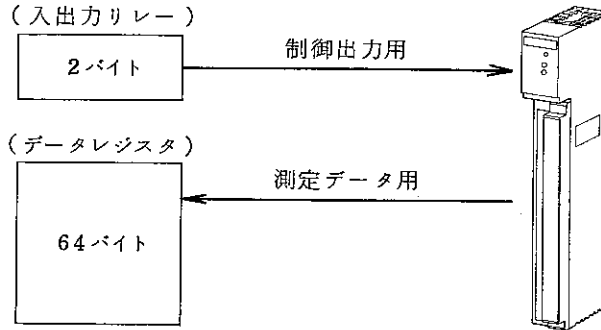 (入出力リレー)
2バイト
制御出力用
(データレジスタ)
測定データ用
64バイト